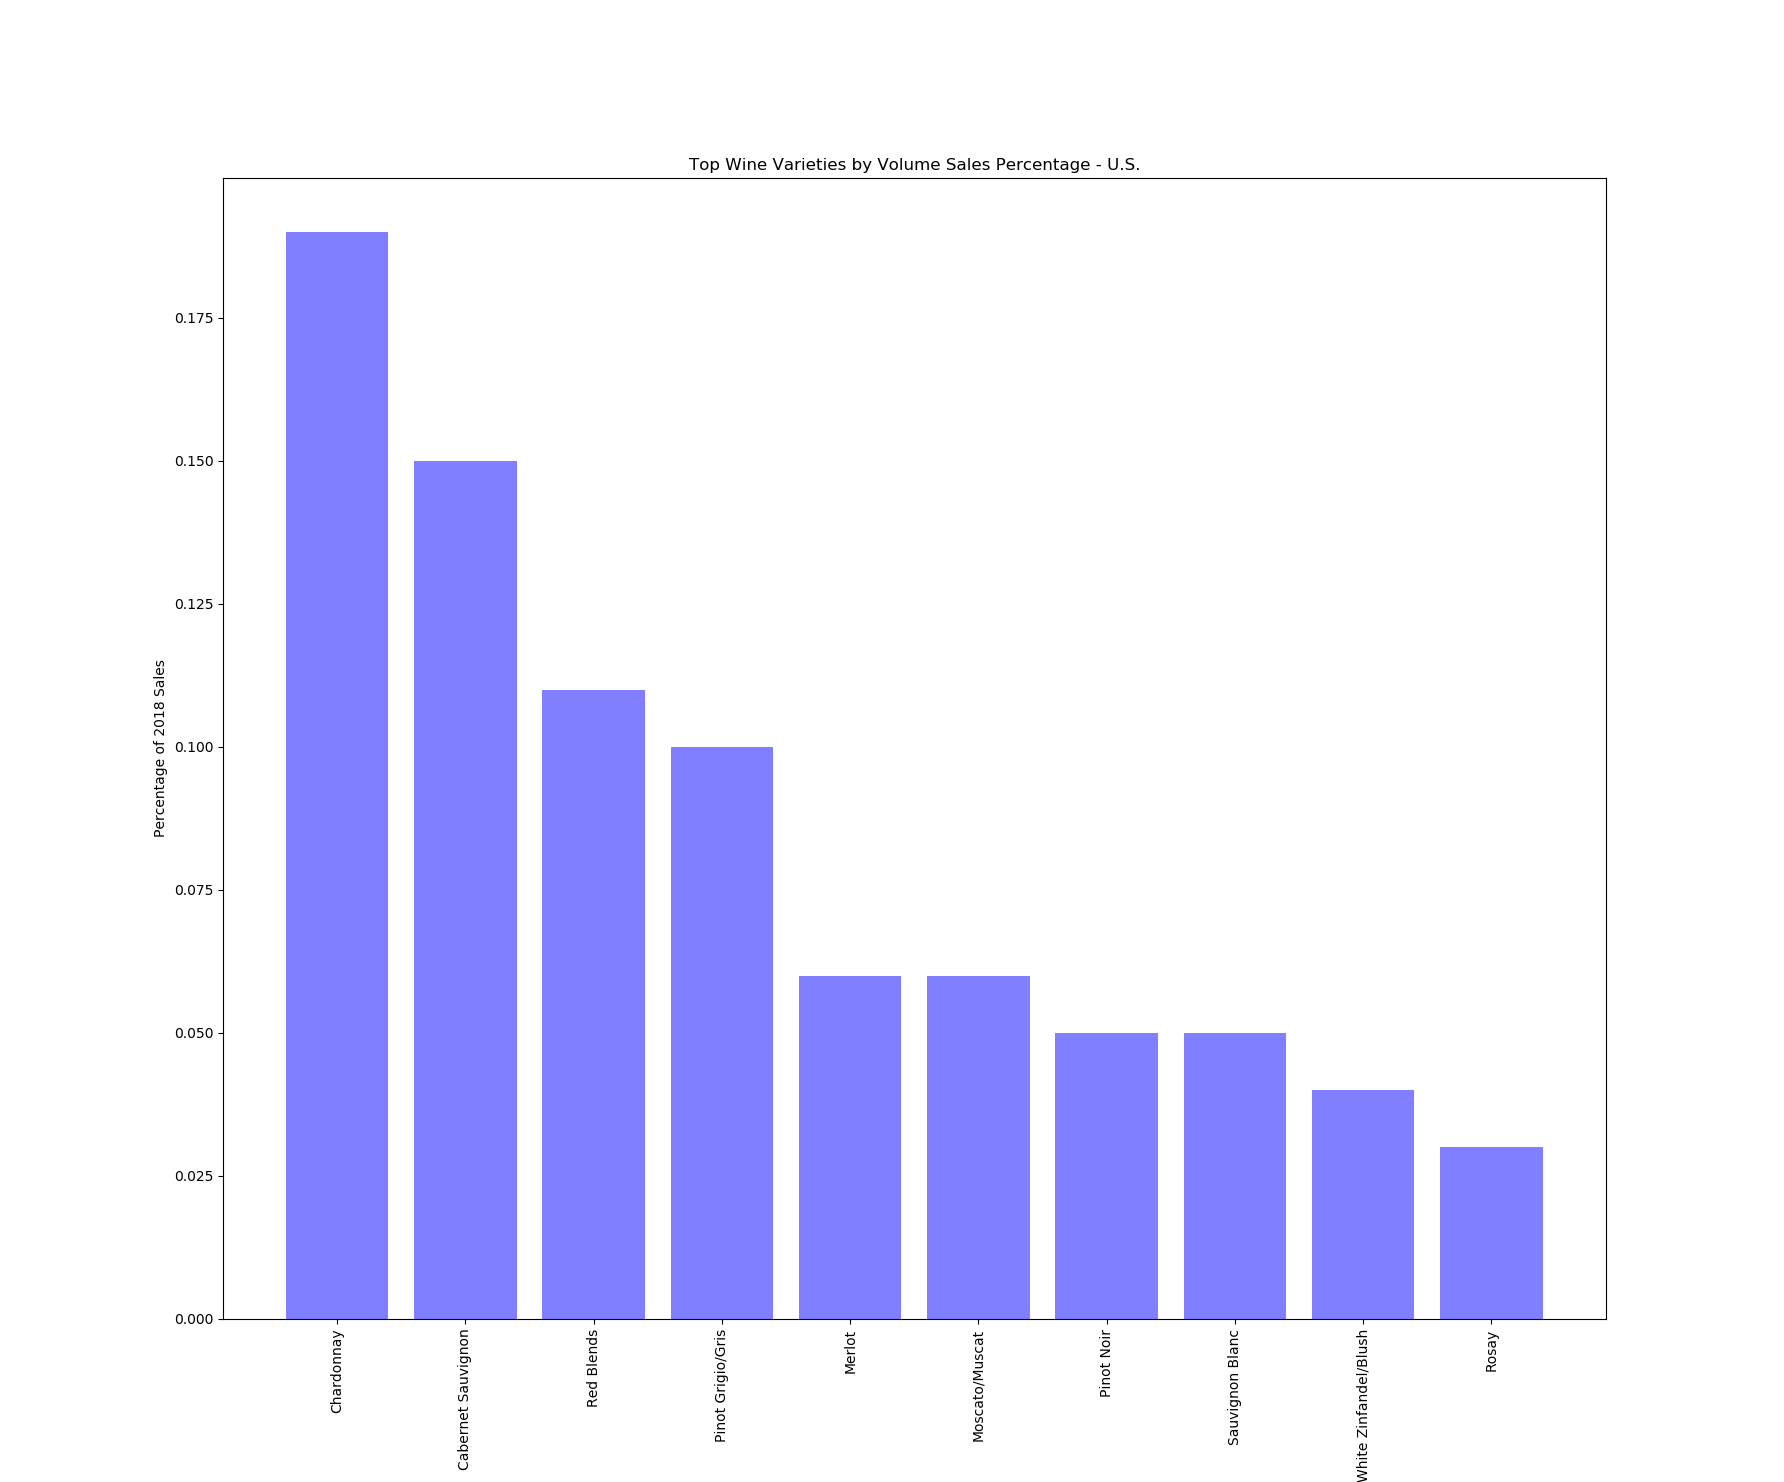 Top Wine Varieties by Volume Sales Percentage - U.S.
Percentage of 2018 Sales
0.175
0.150
0.125
0.100
0.075
0.050
0.025
0.000
Chardonnay
Cabernet Sauvignon
Red Blends
Pinot Grigio/Gris
Merlot
Moscato/Muscat
Pinot Noir
Sauvignon Blanc
White Zinfandel/Blush
Rosay